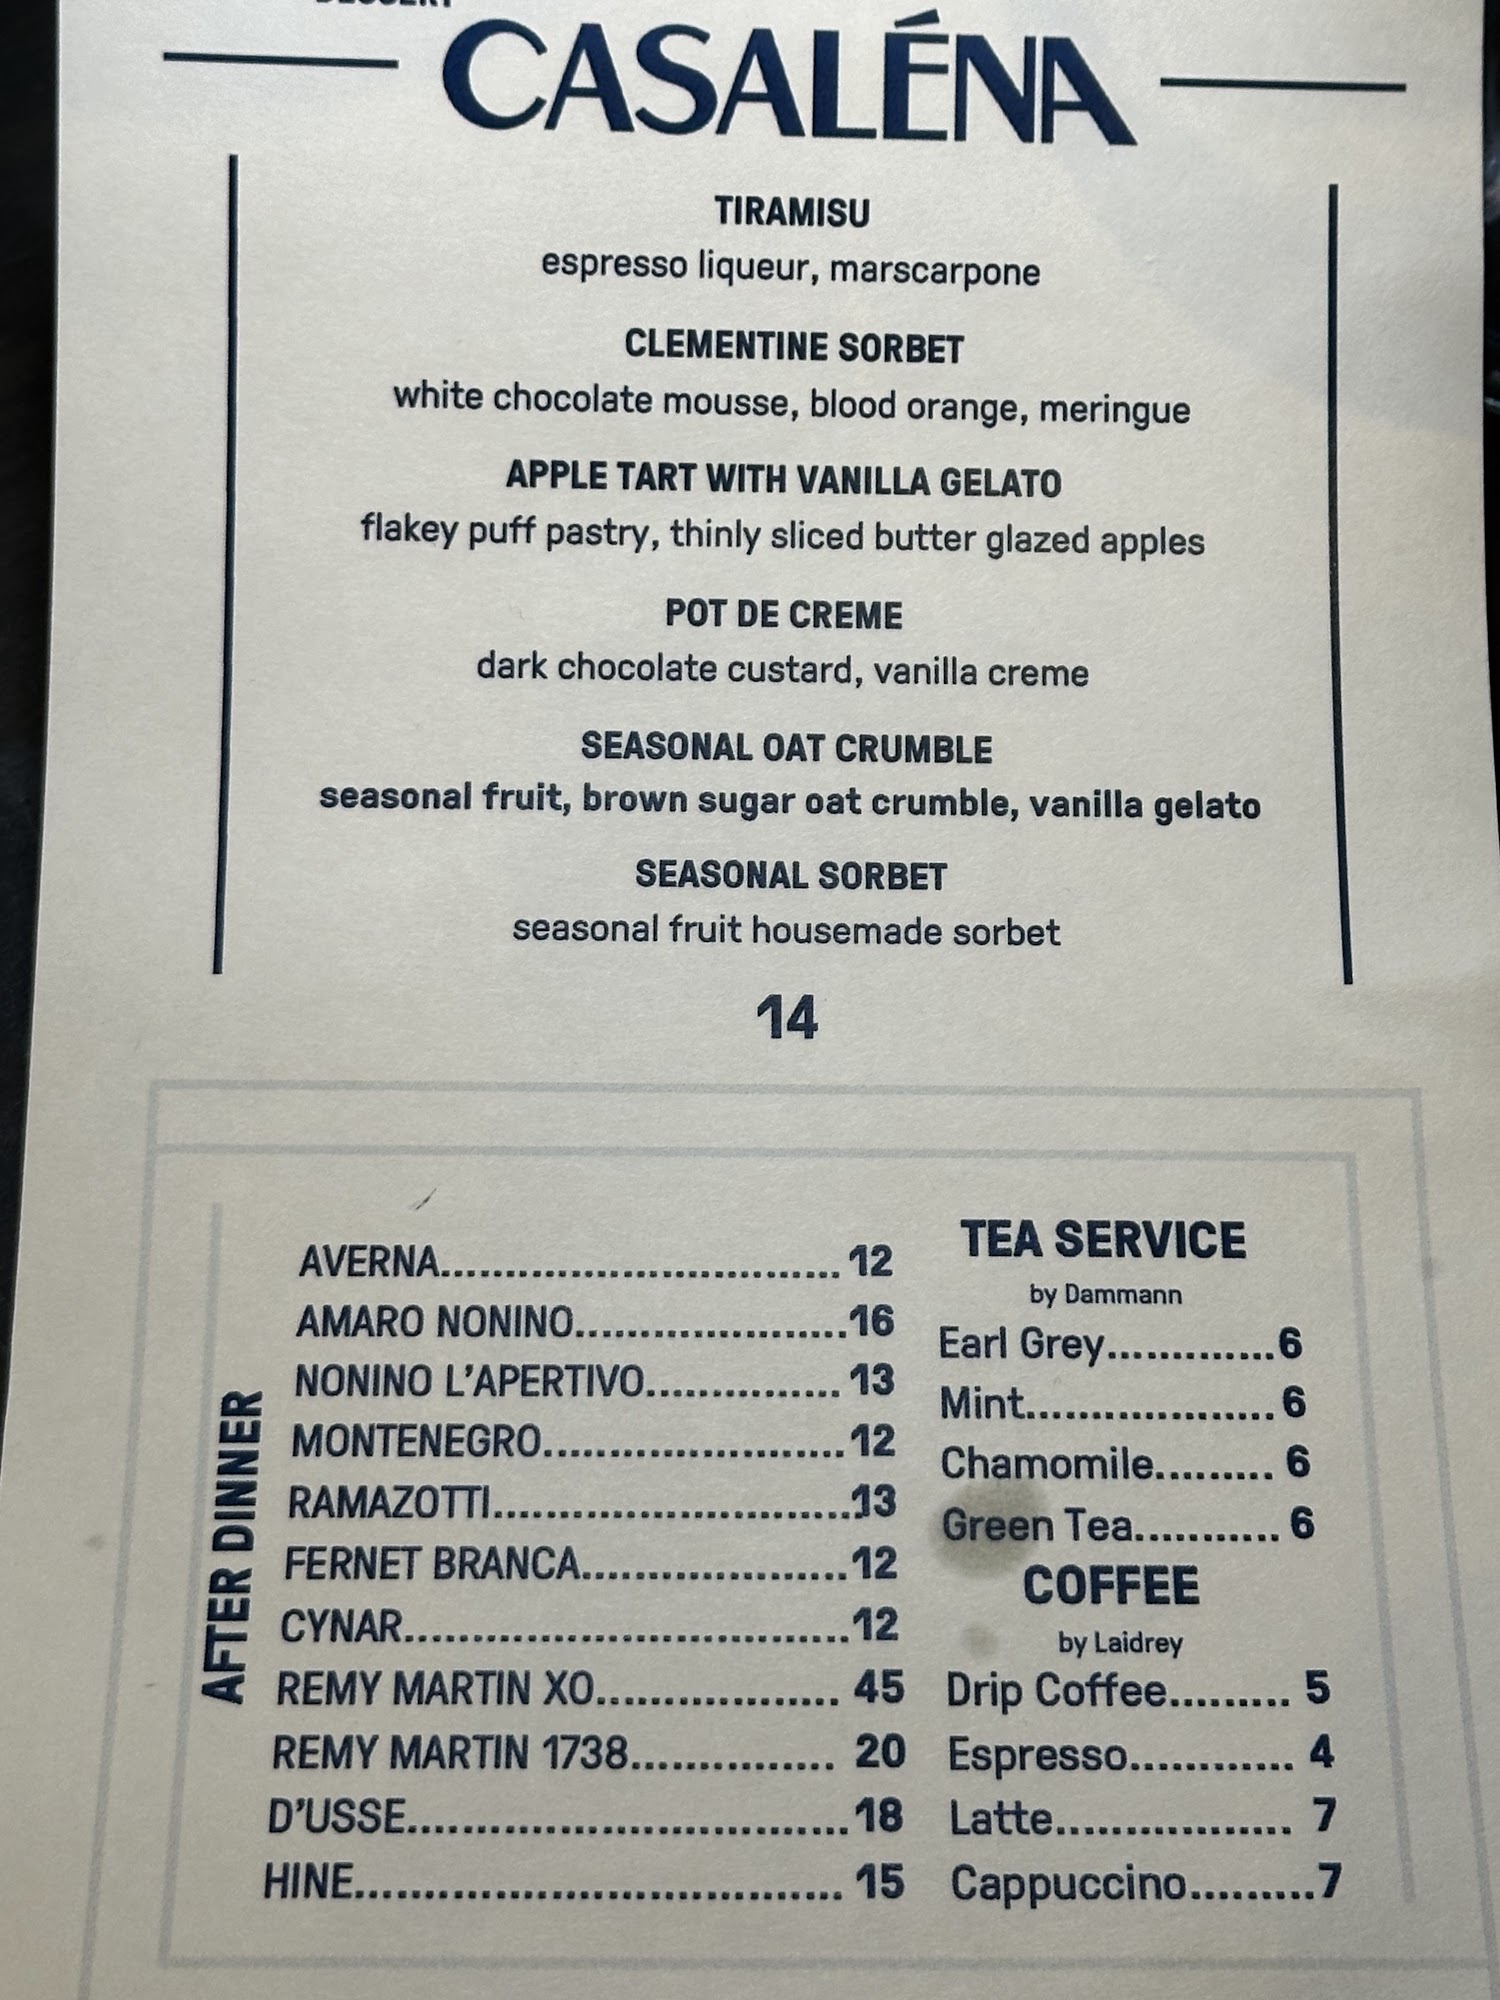 DESSERT
CASALÉNA
TIRAMISU
espresso liqueur, marscarpone
CLEMENTINE SORBET
white chocolate mousse, blood orange, meringue
APPLE TART WITH VANILLA GELATO
flakey puff pastry, thinly sliced butter glazed apples
POT DE CREME
dark chocolate custard, vanilla creme
SEASONAL OAT CRUMBLE
seasonal fruit, brown sugar oat crumble, vanilla gelato
SEASONAL SORBET
seasonal fruit housemade sorbet
14
AFTER DINNER
AVERNA............................... 12
AMARO NONINO.....................16
NONINO L'APERTIVO............... 13
MONTENEGRO.......................12
RAMAZOTTI............................13
FERNET BRANCA....................12
CYNAR..................................12
REMY MARTIN XO................... 45
REMY MARTIN 1738............... 20
D'USSE.................................18
HINE..................................... 15
TEA SERVICE
by Dammann
Earl Grey.............6
Mint...................6
Chamomile......... 6
Green Tea........... 6
COFFEE
by Laidrey
Drip Coffee......... 5
Espresso............ 4
Latte.................. 7
Cappuccino.........7